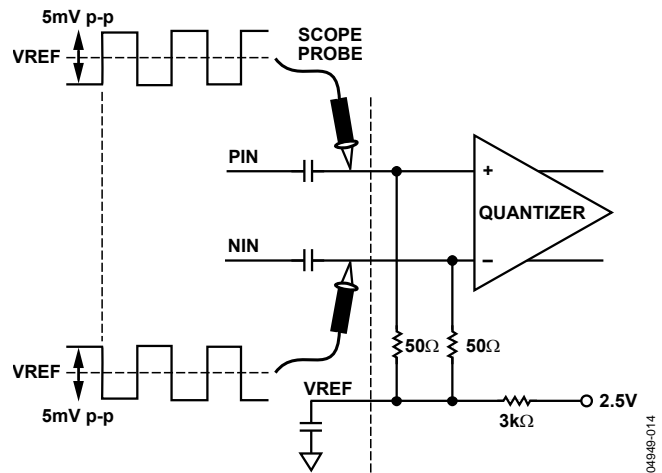 5mV p-p
VREF
SCOPE
PROBE
PIN
+
QUANTIZER
NIN
−
50Ω
50Ω
VREF
5mV p-p
VREF
2.5V
3kΩ
04949-014